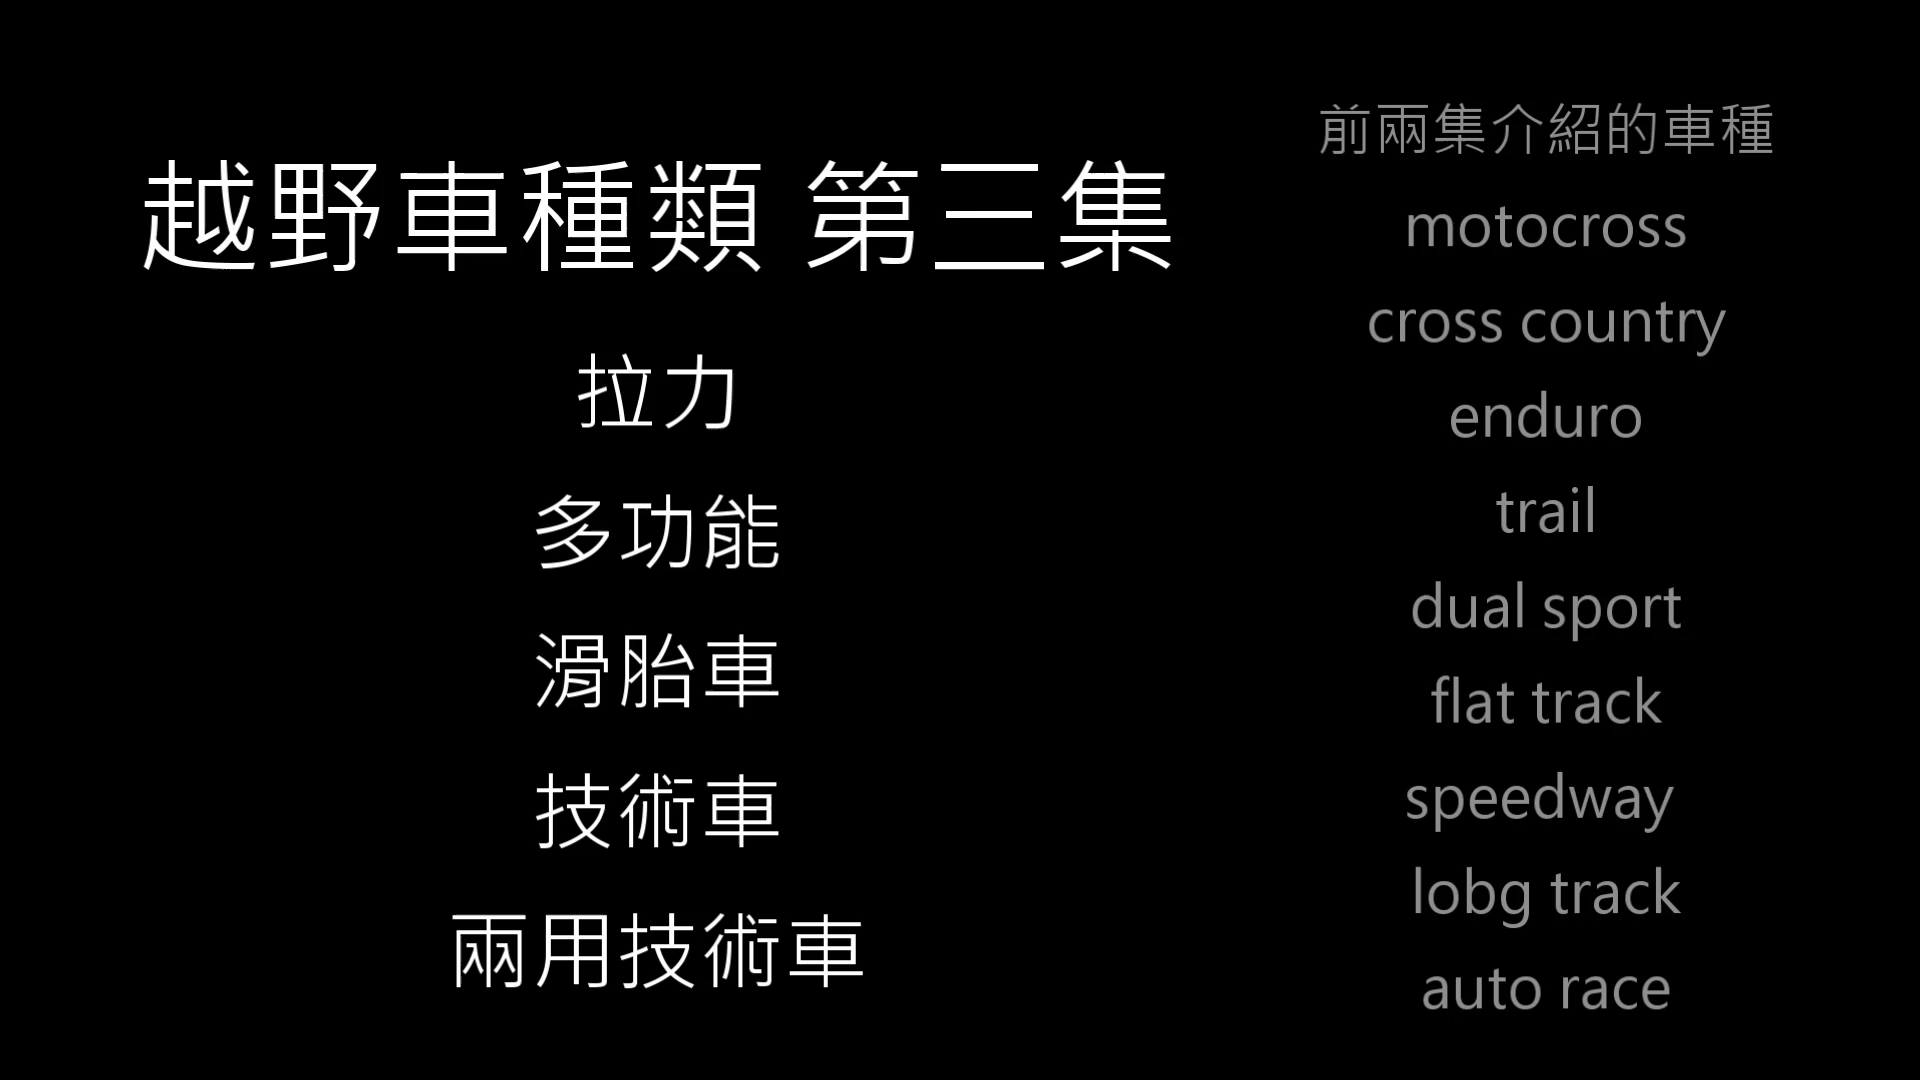 越野車種類 第三集
拉力
多功能
滑胎車
技術車
兩用技術車
前兩集介紹的車種
motocross
cross country
enduro
trail
dual sport
flat track
speedway
lobg track
auto race